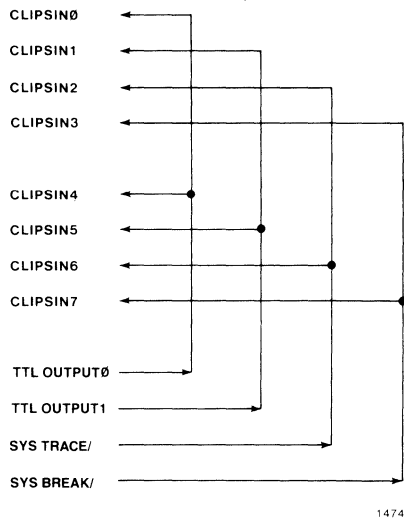 CLIPSINØ
CLIPSIN1
CLIPSIN2
CLIPSIN3
CLIPSIN4
CLIPSIN5
CLIPSIN6
CLIPSIN7
TTL OUTPUTØ
TTL OUTPUT1
SYS TRACE/
SYS BREAK/
1474